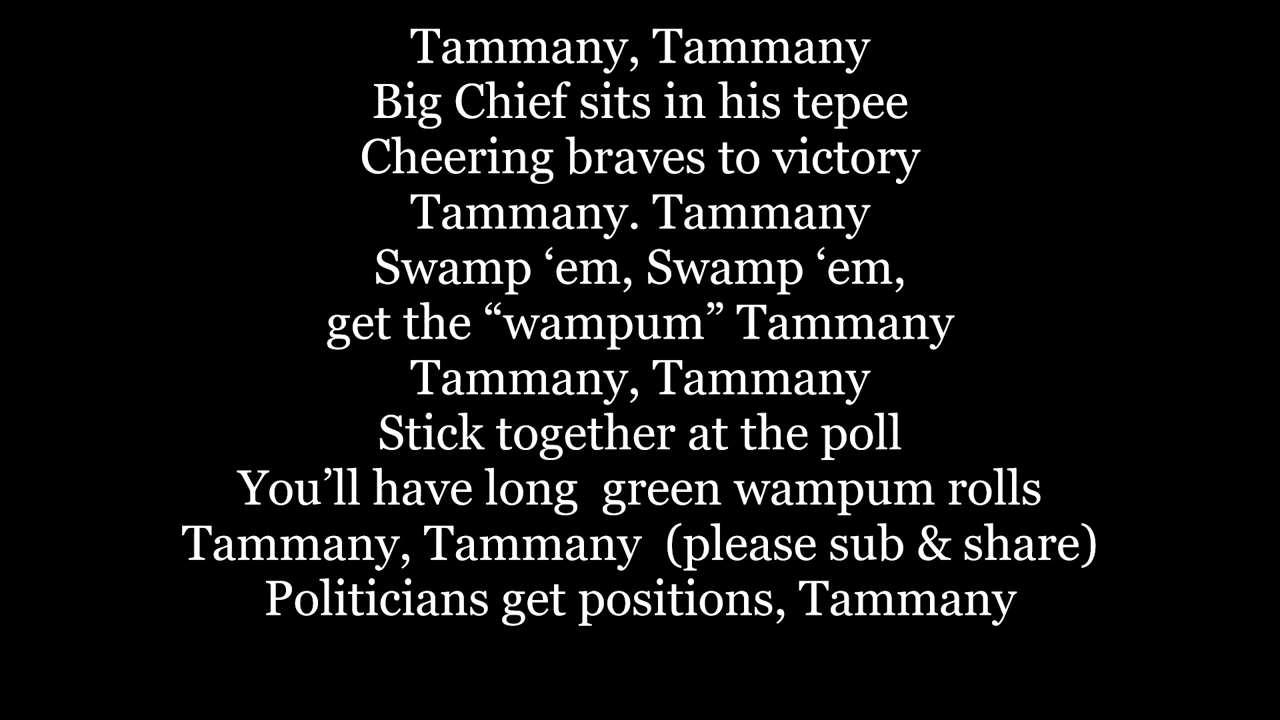 Tammany, Tammany
Big Chief sits in his tepee
Cheering braves to victory
Tammany. Tammany
Swamp ‘em, Swamp ‘em,
get the “wampum” Tammany
Tammany, Tammany
Stick together at the poll
You’ll have long  green wampum rolls
Tammany, Tammany  (please sub & share)
Politicians get positions, Tammany